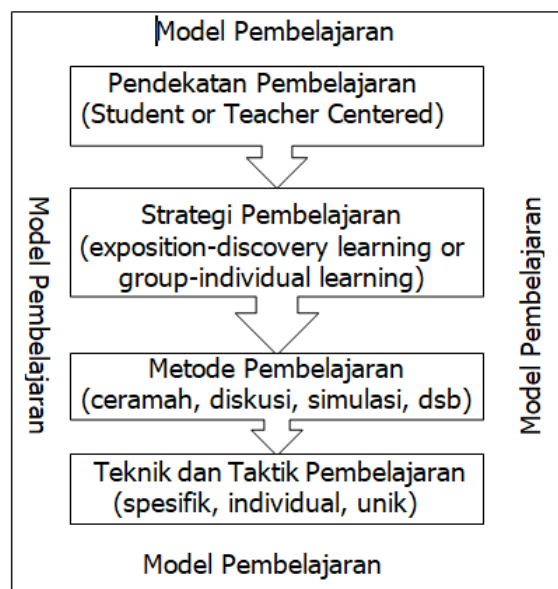 Model Pembelajaran
Pendekatan Pembelajaran
(Student or Teacher Centered)
Model Pembelajaran
Strategi Pembelajaran
(exposition-discovery learning or
group-individual learning)
Model Pembelajaran
Metode Pembelajaran
(ceramah, diskusi, simulasi, dsb)
Teknik dan Taktik Pembelajaran
(spesifik, individual, unik)
Model Pembelajaran